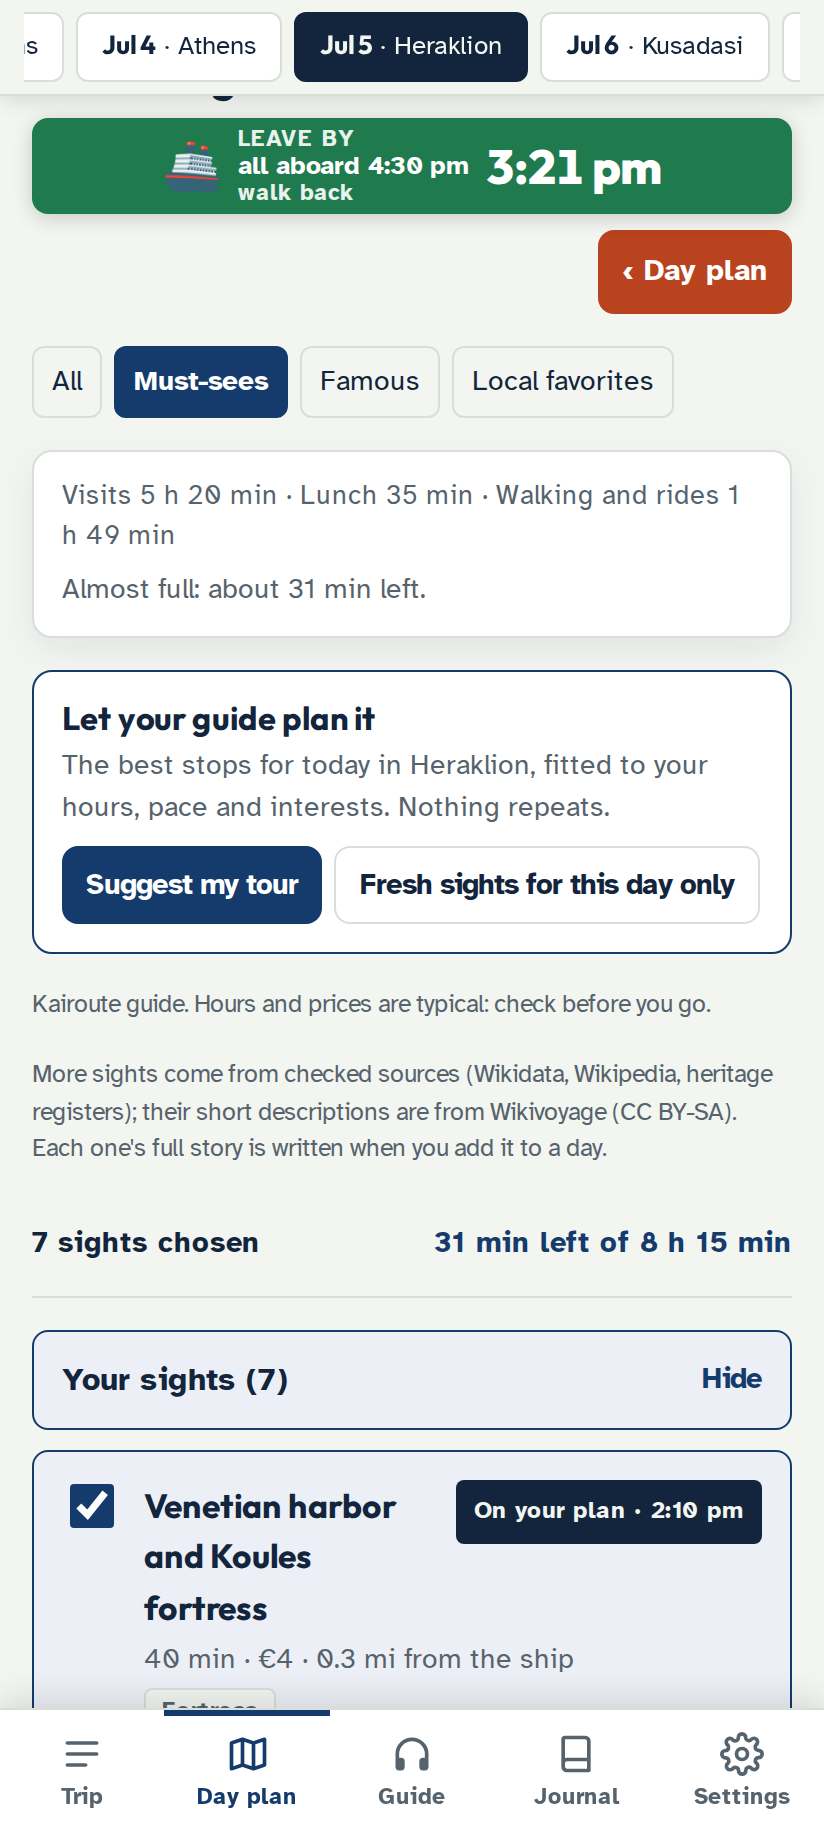 s
Jul 4 · Athens
Jul 5 · Heraklion
Jul 6 · Kusadasi
LEAVE BY
all aboard 4:30 pm
walk back
3:21 pm
‹ Day plan
All
Must-sees
Famous
Local favorites
Visits 5 h 20 min · Lunch 35 min · Walking and rides 1
h 49 min
Almost full: about 31 min left.
Let your guide plan it
The best stops for today in Heraklion, fitted to your
hours, pace and interests. Nothing repeats.
Suggest my tour
Fresh sights for this day only
Kairoute guide. Hours and prices are typical: check before you go.
More sights come from checked sources (Wikidata, Wikipedia, heritage
registers); their short descriptions are from Wikivoyage (CC BY-SA).
Each one's full story is written when you add it to a day.
7 sights chosen
31 min left of 8 h 15 min
Your sights (7)
Hide
Venetian harbor
and Koules
fortress
On your plan · 2:10 pm
40 min · €4 · 0.3 mi from the ship
Fortress
Trip
Day plan
Guide
Journal
Settings